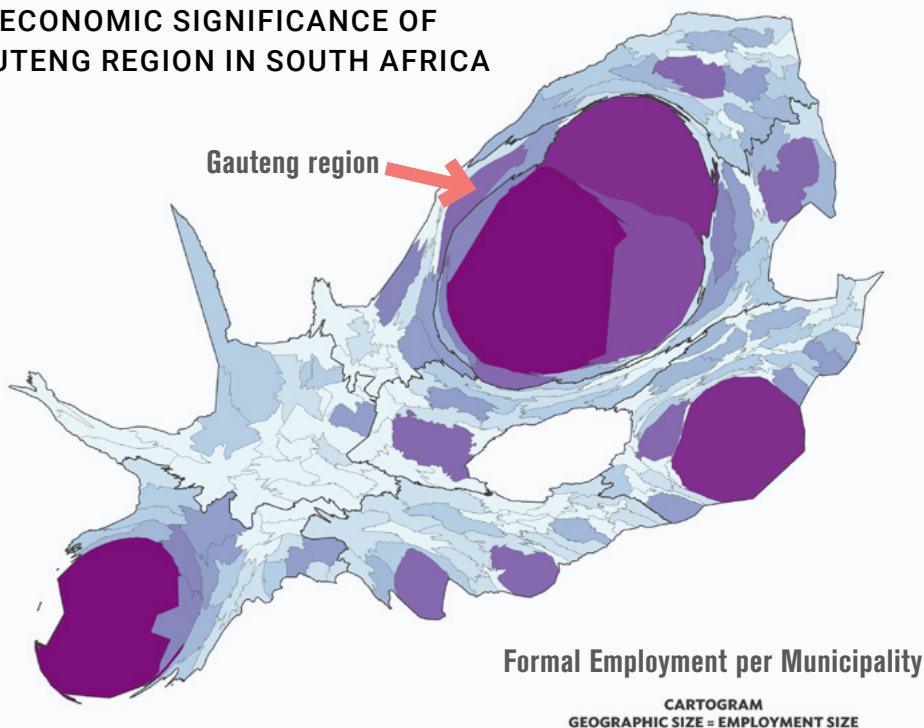 ECONOMIC SIGNIFICANCE OF
UTENG REGION IN SOUTH AFRICA
Gauteng region
Formal Employment per Municipality
CARTOGRAM
GEOGRAPHIC SIZE = EMPLOYMENT SIZE